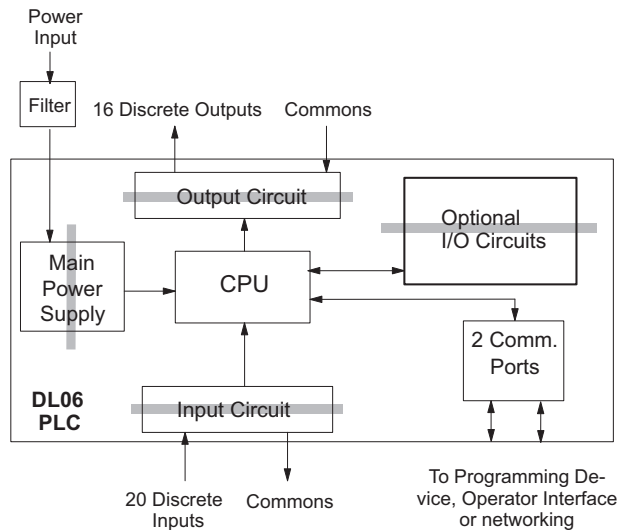 Power
Input
Filter
16 Discrete Outputs
Commons
Output Circuit
Optional
I/O Circuits
Main
Power
Supply
CPU
2 Comm.
Ports
DL06
PLC
Input Circuit
20 Discrete
Inputs
Commons
To Programming De-
vice, Operator Interface
or networking